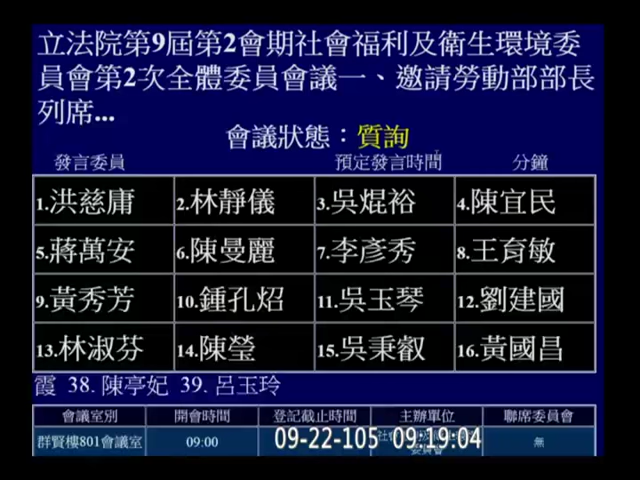 立法院第9屆第2會期社會福利及衛生環境委
員會第2次全體委員會議一、邀請勞動部部長
列席...
會議狀態：質詢
發言委員 預定發言時間 分鐘
1.洪慈庸 2.林靜儀 3.吳焜裕 4.陳宜民
5.蔣萬安 6.陳曼麗 7.李彥秀 8.王育敏
9.黃秀芳 10.鍾孔炤 11.吳玉琴 12.劉建國
13.林淑芬 14.陳瑩 15.吳秉叡 16.黃國昌
霞 38. 陳亭妃 39. 呂玉玲
會議室別 開會時間 登記截止時間 主辦單位 聯席委員會
群賢樓801會議室 09:00 09-22-105 09:19:04 無